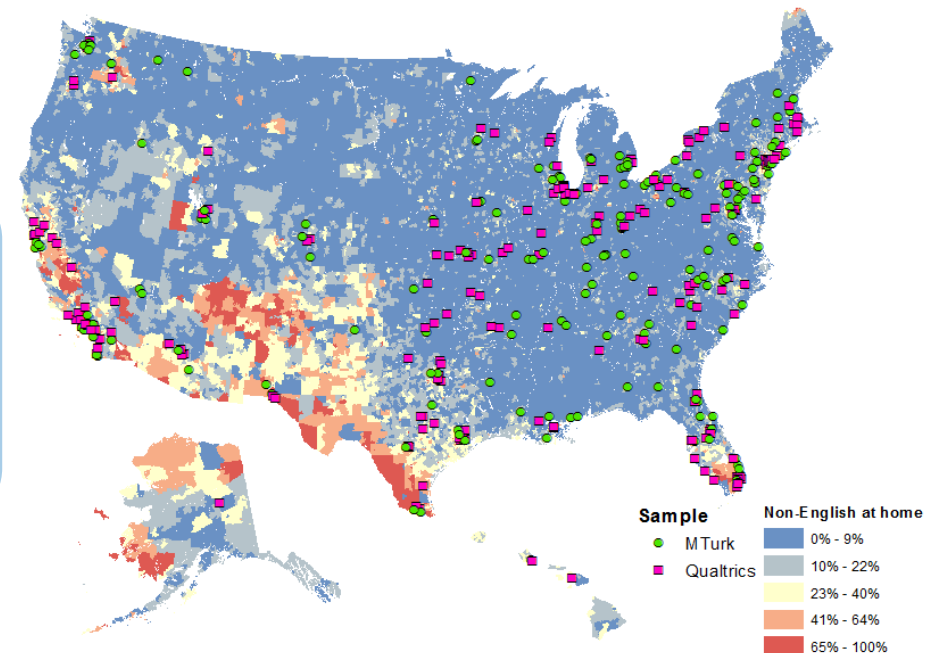 Sample
MTurk
Qualtrics
Non-English at home
0% - 9%
10% - 22%
23% - 40%
41% - 64%
65% - 100%